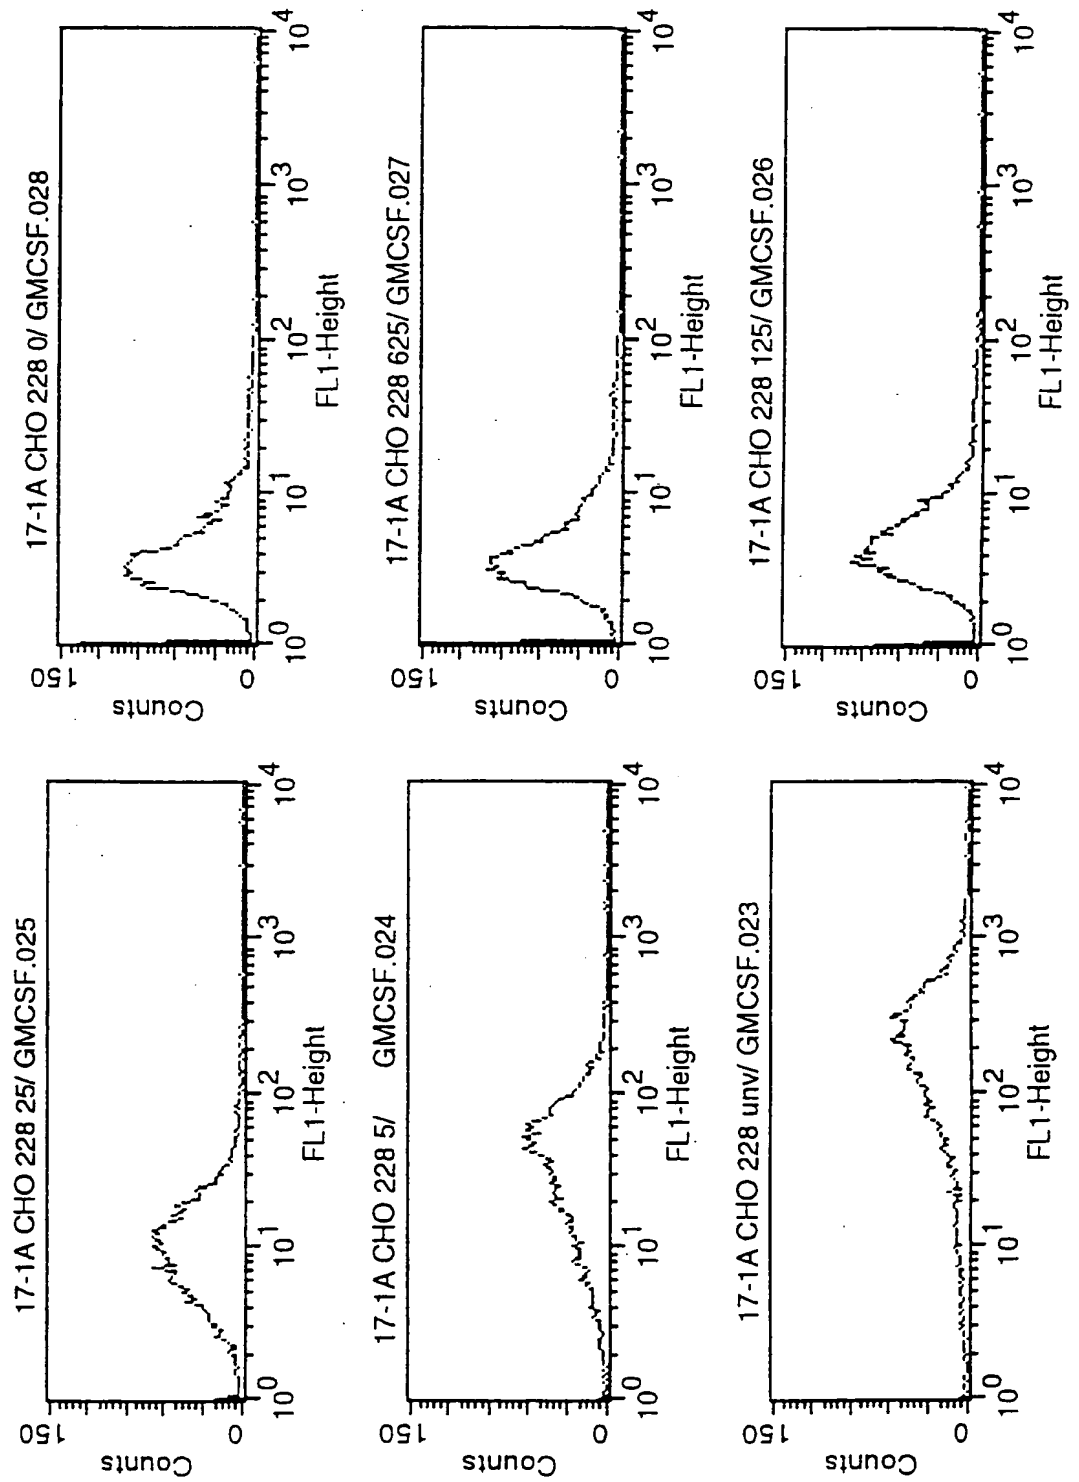 17-1A CHO 228 25/ GMCSF.025
150
Counts
0
10^0 10^1 10^2 10^3 10^4
FL1-Height
17-1A CHO 228 0/ GMCSF.028
150
Counts
0
10^0 10^1 10^2 10^3 10^4
FL1-Height
17-1A CHO 228 5/ GMCSF.024
150
Counts
0
10^0 10^1 10^2 10^3 10^4
FL1-Height
17-1A CHO 228 625/ GMCSF.027
150
Counts
0
10^0 10^1 10^2 10^3 10^4
FL1-Height
17-1A CHO 228 unv/ GMCSF.023
150
Counts
0
10^0 10^1 10^2 10^3 10^4
FL1-Height
17-1A CHO 228 125/ GMCSF.026
150
Counts
0
10^0 10^1 10^2 10^3 10^4
FL1-Height